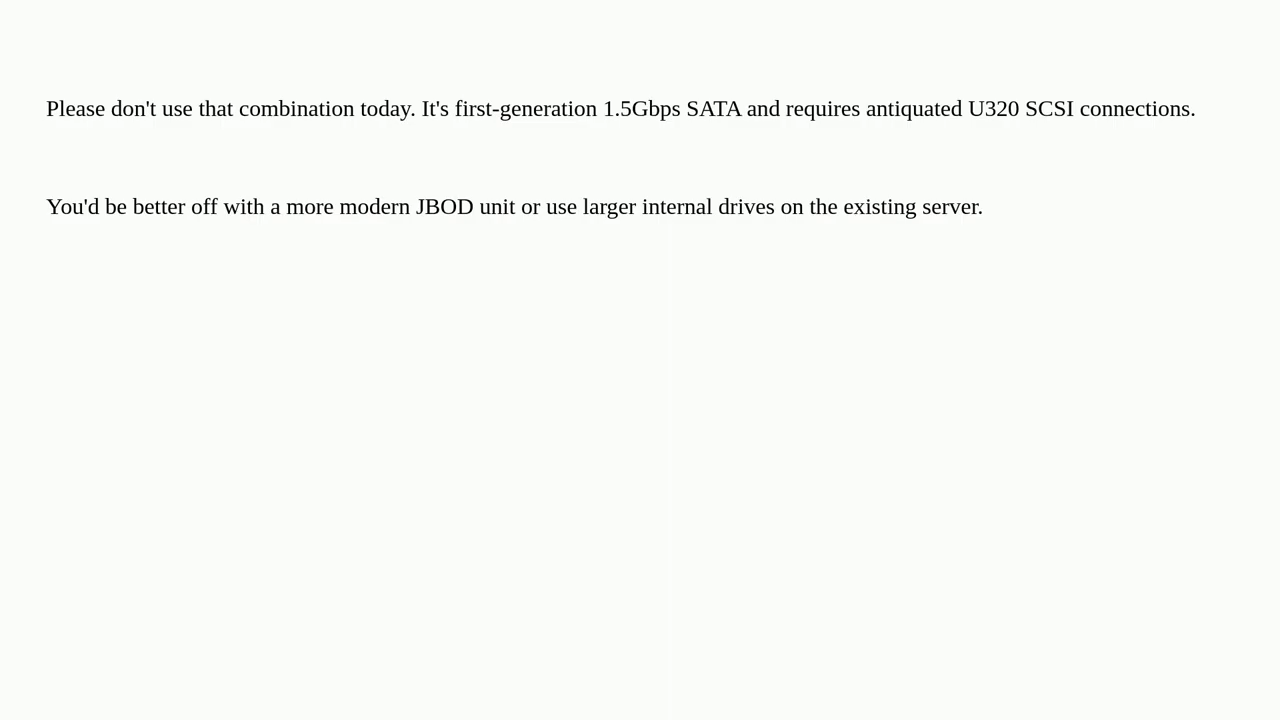 Please don't use that combination today. It's first-generation 1.5Gbps SATA and requires antiquated U320 SCSI connections.
You'd be better off with a more modern JBOD unit or use larger internal drives on the existing server.